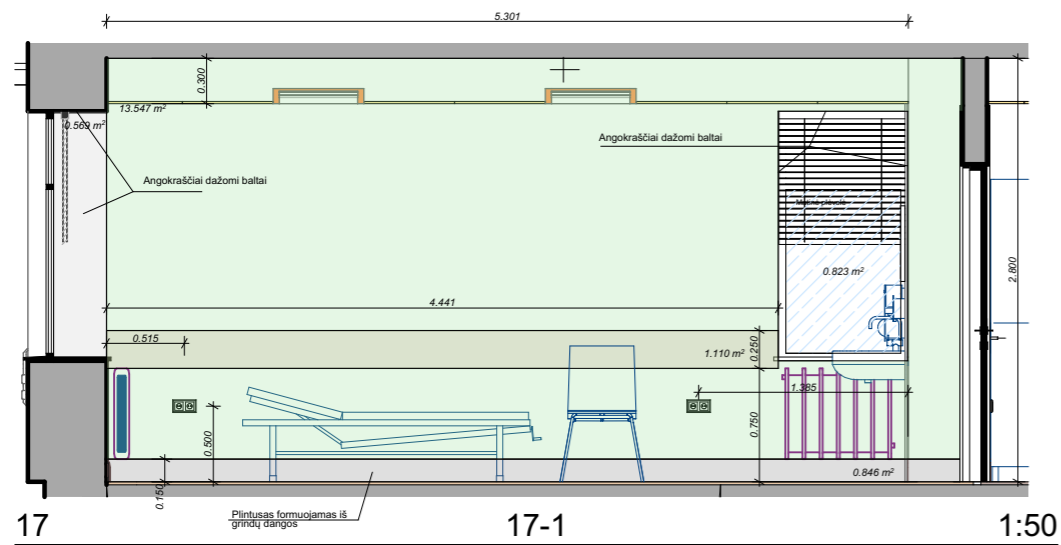 5.301
0.300
13.547 m²
0.569 m²
Angokraščiai dažomi baltai
Angokraščiai dažomi baltai
Matinė plėvelė
0.823 m²
2.800
4.441
0.515
1.110 m²
0.250
1.385
0.750
0.500
0.150
0.846 m²
Plintusas formuojamas iš
grindų dangos
17
17-1
1:50